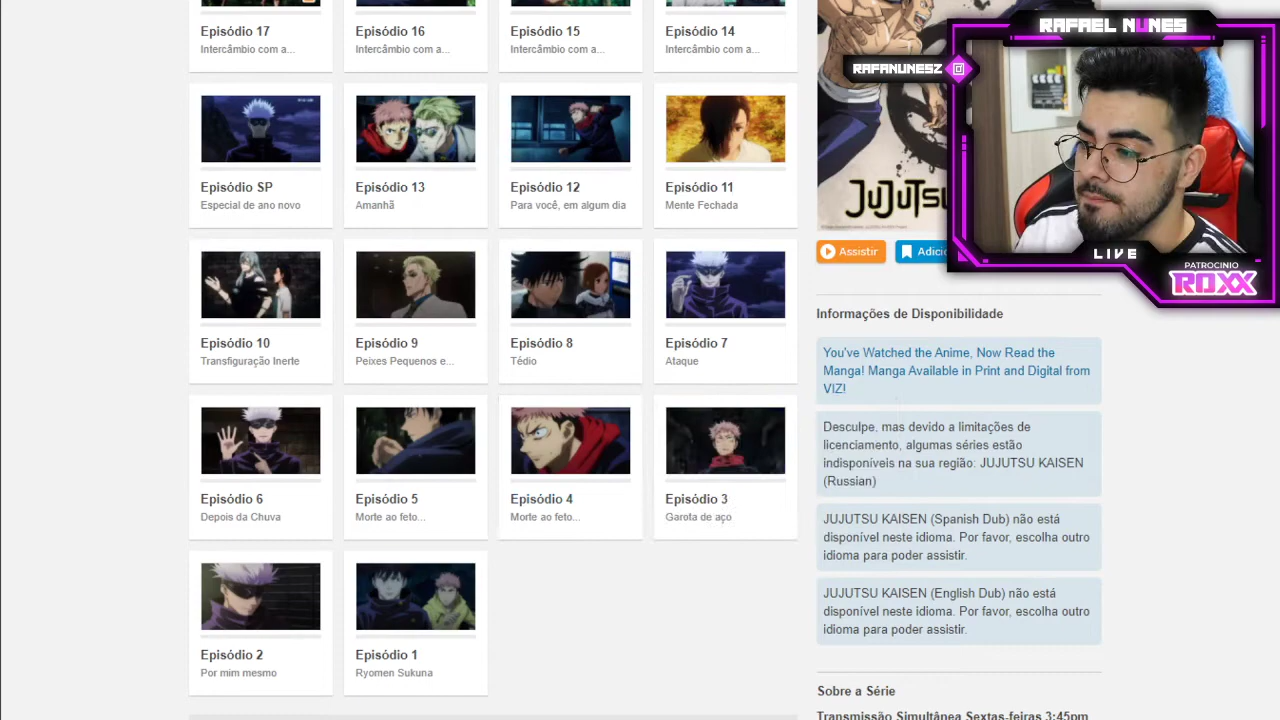 Episódio 17
Intercâmbio com a...
Episódio 16
Intercâmbio com a...
Episódio 15
Intercâmbio com a...
Episódio 14
Intercâmbio com a...
Episódio SP
Especial de ano novo
Episódio 13
Amanhã
Episódio 12
Para você, em algum dia
Episódio 11
Mente Fechada
Episódio 10
Transfiguração Inerte
Episódio 9
Peixes Pequenos e...
Episódio 8
Tédio
Episódio 7
Ataque
Episódio 6
Depois da Chuva
Episódio 5
Morte ao feto...
Episódio 4
Morte ao feto...
Episódio 3
Garota de aço
Episódio 2
Por mim mesmo
Episódio 1
Ryomen Sukuna
RAFAEL NUNES
RAFANUNESZ
LIVE
PATROCINIO
ROXX
JUJUTSU
Assistir
Adicio
Informações de Disponibilidade
You've Watched the Anime, Now Read the
Manga! Manga Available in Print and Digital from
VIZ!
Desculpe, mas devido a limitações de
licenciamento, algumas séries estão
indisponíveis na sua região: JUJUTSU KAISEN
(Russian)
JUJUTSU KAISEN (Spanish Dub) não está
disponível neste idioma. Por favor, escolha outro
idioma para poder assistir.
JUJUTSU KAISEN (English Dub) não está
disponível neste idioma. Por favor, escolha outro
idioma para poder assistir.
Sobre a Série
Transmissão Simultânea Sextas-feiras 3:45pm